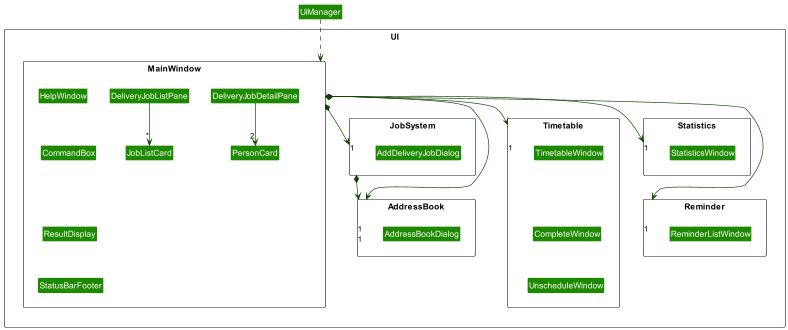 UiManager
UI
MainWindow
HelpWindow
DeliveryJobListPane
DeliveryJobDetailPane
*
2
CommandBox
JobListCard
PersonCard
ResultDisplay
StatusBarFooter
JobSystem
1
AddDeliveryJobDialog
AddressBook
1
1
AddressBookDialog
Timetable
1
TimetableWindow
CompleteWindow
UnscheduleWindow
Statistics
1
StatisticsWindow
Reminder
1
ReminderListWindow